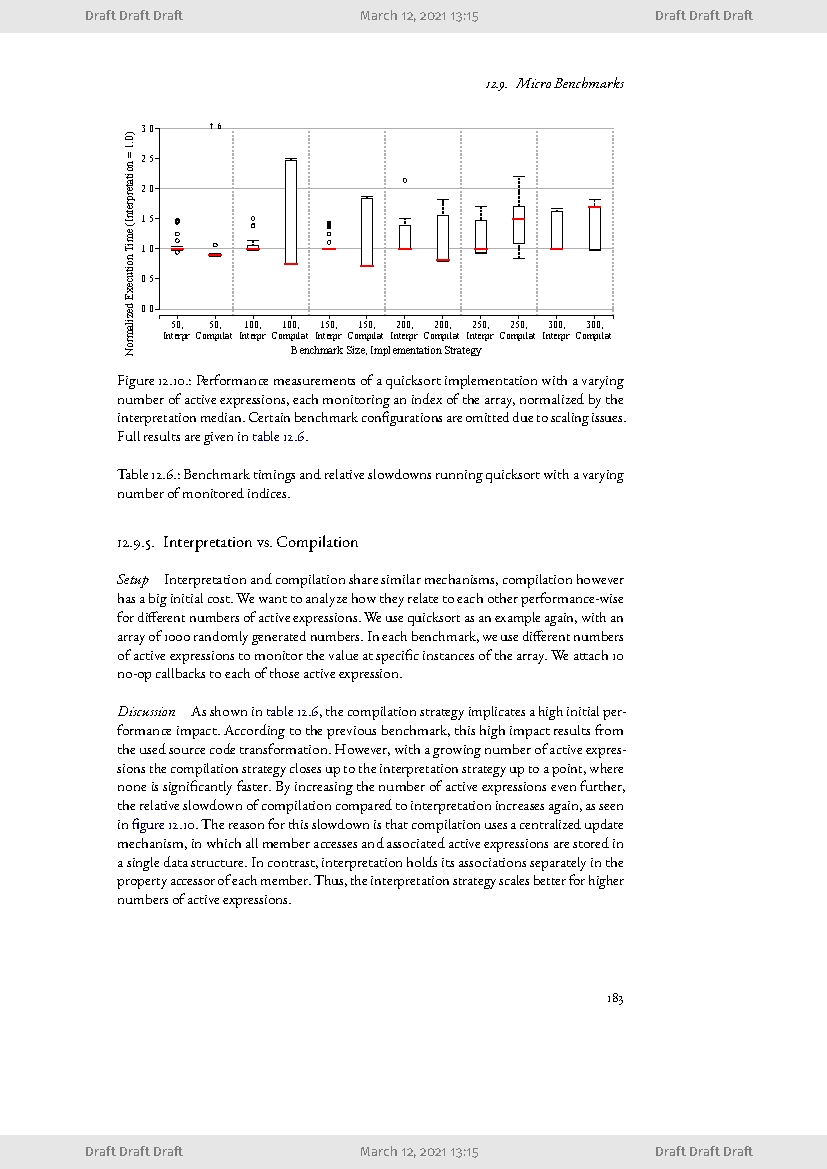 Draft Draft Draft March 12, 2021 13:15 Draft Draft Draft
12.9. Micro Benchmarks
Normalized Execution Time (Interpretation = 1.0)
↑ 6
3 0
2 5
2 0
1 5
1 0
0 5
0 0
50, 50, 100, 100, 150, 150, 200, 200, 250, 250, 300, 300,
Interpr Compilat Interpr Compilat Interpr Compilat Interpr Compilat Interpr Compilat Interpr Compilat
Benchmark Size, Implementation Strategy
Figure 12.10.: Performance measurements of a quicksort implementation with a varying
number of active expressions, each monitoring an index of the array, normalized by the
interpretation median. Certain benchmark configurations are omitted due to scaling issues.
Full results are given in table 12.6.
Table 12.6.: Benchmark timings and relative slowdowns running quicksort with a varying
number of monitored indices.
12.9.5. Interpretation vs. Compilation
Setup Interpretation and compilation share similar mechanisms, compilation however
has a big initial cost. We want to analyze how they relate to each other performance-wise
for different numbers of active expressions. We use quicksort as an example again, with an
array of 1000 randomly generated numbers. In each benchmark, we use different numbers
of active expressions to monitor the value at specific instances of the array. We attach 10
no-op callbacks to each of those active expression.
Discussion As shown in table 12.6, the compilation strategy implicates a high initial per-
formance impact. According to the previous benchmark, this high impact results from
the used source code transformation. However, with a growing number of active expres-
sions the compilation strategy closes up to the interpretation strategy up to a point, where
none is significantly faster. By increasing the number of active expressions even further,
the relative slowdown of compilation compared to interpretation increases again, as seen
in figure 12.10. The reason for this slowdown is that compilation uses a centralized update
mechanism, in which all member accesses and associated active expressions are stored in
a single data structure. In contrast, interpretation holds its associations separately in the
property accessor of each member. Thus, the interpretation strategy scales better for higher
numbers of active expressions.
183
Draft Draft Draft March 12, 2021 13:15 Draft Draft Draft